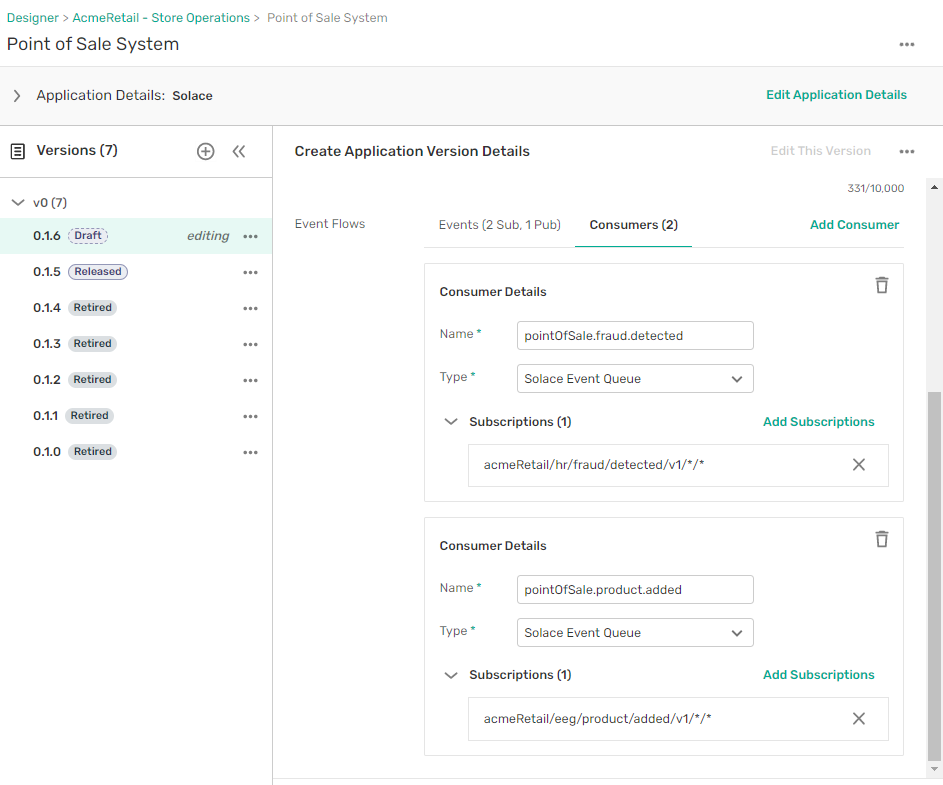 Designer > AcmeRetail - Store Operations > Point of Sale System
Point of Sale System
Application Details: Solace
Edit Application Details
Versions (7)
v0 (7)
0.1.6 Draft editing
0.1.5 Released
0.1.4 Retired
0.1.3 Retired
0.1.2 Retired
0.1.1 Retired
0.1.0 Retired
Create Application Version Details
Edit This Version
331/10,000
Event Flows
Events (2 Sub, 1 Pub)
Consumers (2)
Add Consumer
Consumer Details
Name *
pointOfSale.fraud.detected
Type *
Solace Event Queue
Subscriptions (1)
Add Subscriptions
acmeRetail/hr/fraud/detected/v1/*/*
Consumer Details
Name *
pointOfSale.product.added
Type *
Solace Event Queue
Subscriptions (1)
Add Subscriptions
acmeRetail/eeg/product/added/v1/*/*